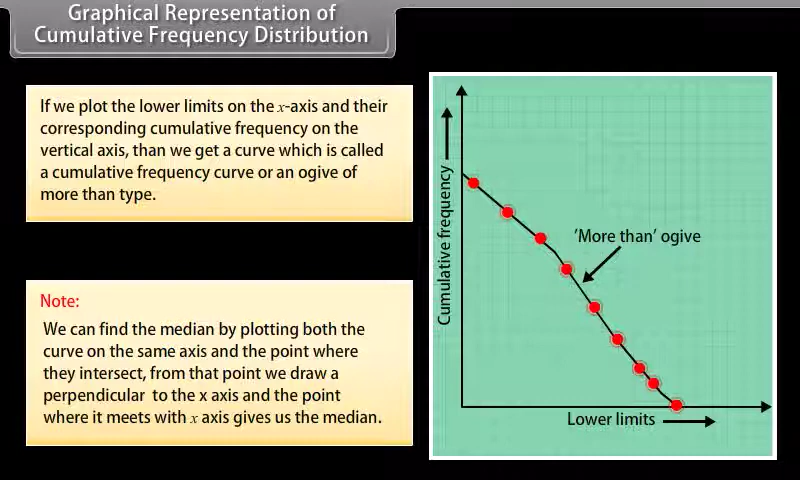 Graphical Representation of
Cumulative Frequency Distribution
If we plot the lower limits on the x-axis and their
corresponding cumulative frequency on the
vertical axis, than we get a curve which is called
a cumulative frequency curve or an ogive of
more than type.
Note:
We can find the median by plotting both the
curve on the same axis and the point where
they intersect, from that point we draw a
perpendicular to the x axis and the point
where it meets with x axis gives us the median.
Cumulative frequency
'More than' ogive
Lower limits